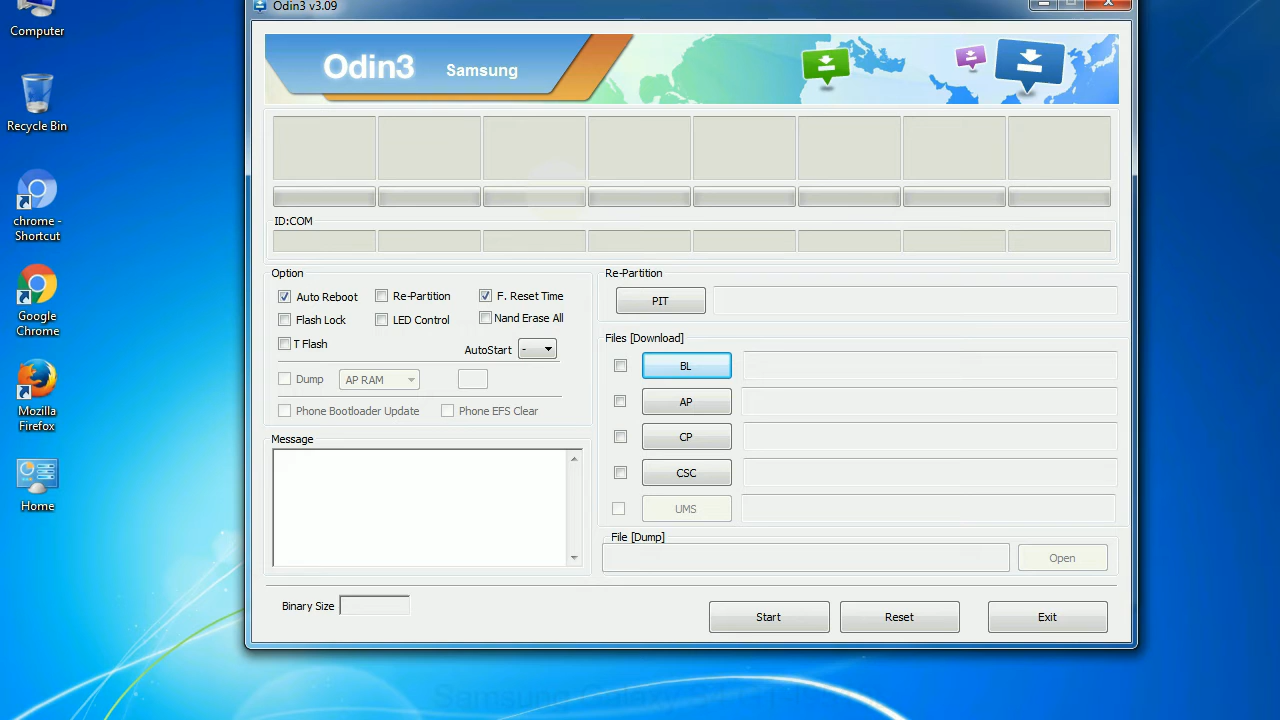 Computer
Recycle Bin
chrome - Shortcut
Google Chrome
Mozilla Firefox
Home
Odin3 v3.09
Odin3
Samsung
ID:COM
Option
Auto Reboot
Re-Partition
F. Reset Time
Flash Lock
LED Control
Nand Erase All
T Flash
AutoStart
-
Dump
AP RAM
Phone Bootloader Update
Phone EFS Clear
Message
Re-Partition
PIT
Files [Download]
BL
AP
CP
CSC
UMS
File [Dump]
Open
Binary Size
Start
Reset
Exit
Samsung Galaxy